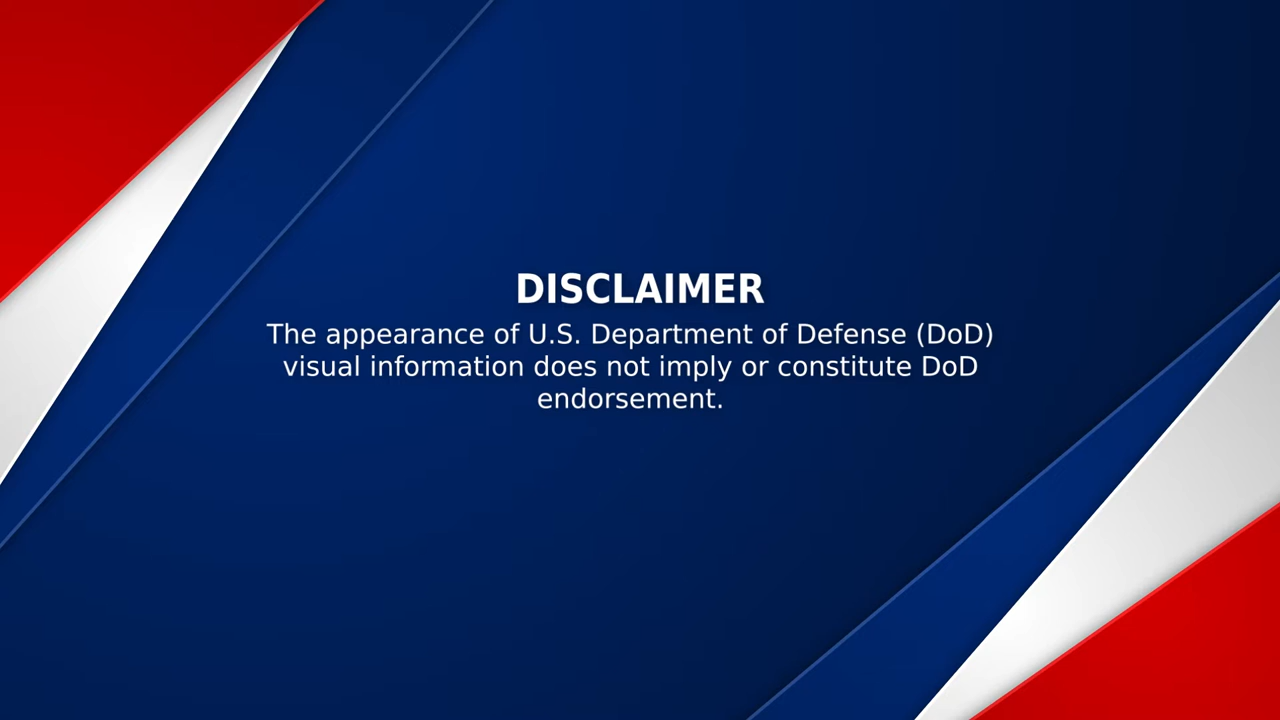 DISCLAIMER
The appearance of U.S. Department of Defense (DoD)
visual information does not imply or constitute DoD
endorsement.